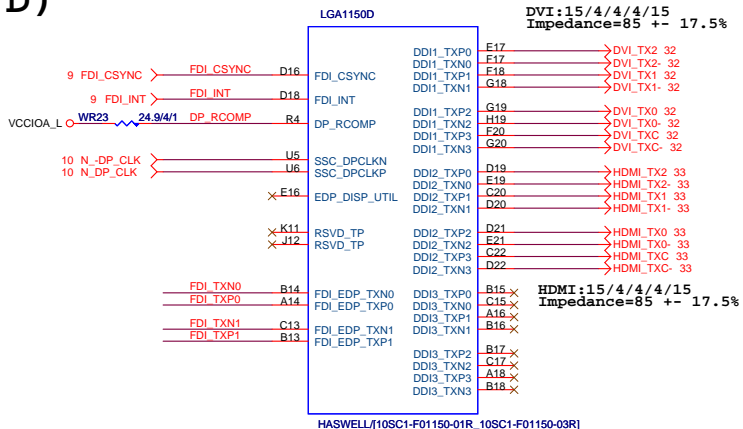 D)
LGA1150D
DVI:15/4/4/4/15
Impedance=85 +- 17.5%
9 FDI_CSYNC FDI_CSYNC D16 FDI_CSYNC
9 FDI_INT FDI_INT D18 FDI_INT
VCCIOA_L WR23 24.9/4/1 DP_RCOMP R4 DP_RCOMP
10 N_-DP_CLK U5 SSC_DPCLKN
10 N_DP_CLK U6 SSC_DPCLKP
E16 EDP_DISP_UTIL
K11 RSVD_TP
J12 RSVD_TP
FDI_TXN0 B14 FDI_EDP_TXN0
FDI_TXP0 A14 FDI_EDP_TXP0
FDI_TXN1 C13 FDI_EDP_TXN1
FDI_TXP1 B13 FDI_EDP_TXP1
DDI1_TXP0 E17 DVI_TX2 32
DDI1_TXN0 F17 DVI_TX2- 32
DDI1_TXP1 F18 DVI_TX1 32
DDI1_TXN1 G18 DVI_TX1- 32
DDI1_TXP2 G19 DVI_TX0 32
DDI1_TXN2 H19 DVI_TX0- 32
DDI1_TXP3 F20 DVI_TXC 32
DDI1_TXN3 G20 DVI_TXC- 32
DDI2_TXP0 D19 HDMI_TX2 33
DDI2_TXN0 E19 HDMI_TX2- 33
DDI2_TXP1 C20 HDMI_TX1 33
DDI2_TXN1 D20 HDMI_TX1- 33
DDI2_TXP2 D21 HDMI_TX0 33
DDI2_TXN2 E21 HDMI_TX0- 33
DDI2_TXP3 C22 HDMI_TXC 33
DDI2_TXN3 D22 HDMI_TXC- 33
HDMI:15/4/4/4/15
Impedance=85 +- 17.5%
DDI3_TXP0 B15
DDI3_TXN0 C15
DDI3_TXP1 A16
DDI3_TXN1 B16
DDI3_TXP2 B17
DDI3_TXN2 C17
DDI3_TXP3 A18
DDI3_TXN3 B18
HASWELL/[10SC1-F01150-01R_10SC1-F01150-03R]